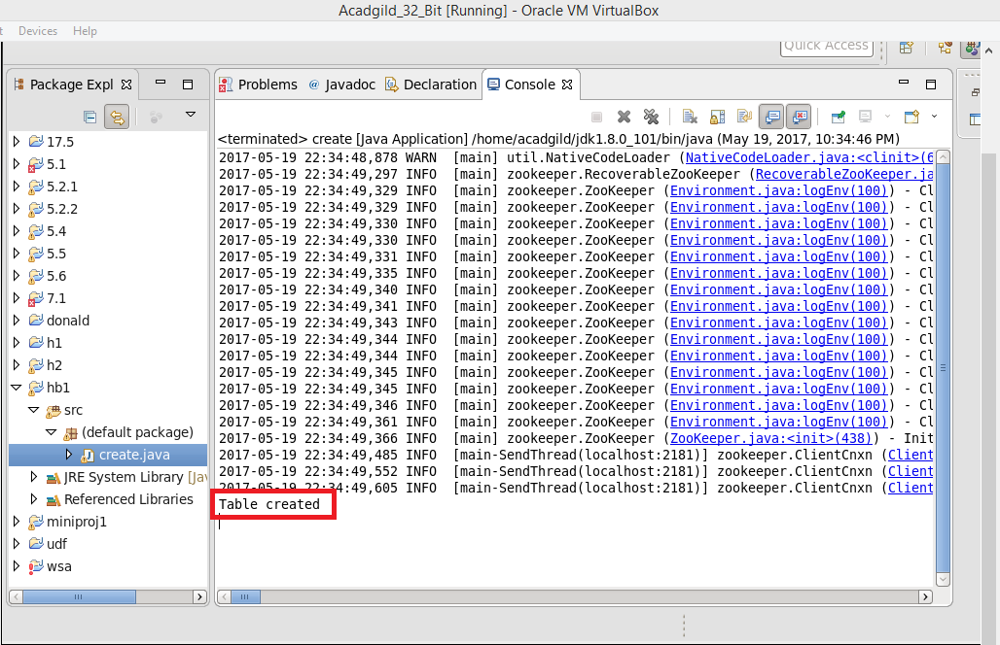 Acadgild_32_Bit [Running] - Oracle VM VirtualBox
Devices Help
Quick Access
Package Expl
Problems @ Javadoc Declaration Console
<terminated> create [Java Application] /home/acadgild/jdk1.8.0_101/bin/java (May 19, 2017, 10:34:46 PM)
17.5
5.1
5.2.1
5.2.2
5.4
5.5
5.6
7.1
donald
h1
h2
hb1
src
(default package)
create.java
JRE System Library [Jav
Referenced Libraries
miniproj1
udf
wsa
2017-05-19 22:34:48,878 WARN [main] util.NativeCodeLoader (NativeCodeLoader.java:<clinit>(6
2017-05-19 22:34:49,297 INFO [main] zookeeper.RecoverableZooKeeper (RecoverableZooKeeper.ja
2017-05-19 22:34:49,329 INFO [main] zookeeper.ZooKeeper (Environment.java:logEnv(100)) - Cl
2017-05-19 22:34:49,329 INFO [main] zookeeper.ZooKeeper (Environment.java:logEnv(100)) - Cl
2017-05-19 22:34:49,330 INFO [main] zookeeper.ZooKeeper (Environment.java:logEnv(100)) - Cl
2017-05-19 22:34:49,330 INFO [main] zookeeper.ZooKeeper (Environment.java:logEnv(100)) - Cl
2017-05-19 22:34:49,331 INFO [main] zookeeper.ZooKeeper (Environment.java:logEnv(100)) - Cl
2017-05-19 22:34:49,335 INFO [main] zookeeper.ZooKeeper (Environment.java:logEnv(100)) - Cl
2017-05-19 22:34:49,340 INFO [main] zookeeper.ZooKeeper (Environment.java:logEnv(100)) - Cl
2017-05-19 22:34:49,341 INFO [main] zookeeper.ZooKeeper (Environment.java:logEnv(100)) - Cl
2017-05-19 22:34:49,343 INFO [main] zookeeper.ZooKeeper (Environment.java:logEnv(100)) - Cl
2017-05-19 22:34:49,344 INFO [main] zookeeper.ZooKeeper (Environment.java:logEnv(100)) - Cl
2017-05-19 22:34:49,344 INFO [main] zookeeper.ZooKeeper (Environment.java:logEnv(100)) - Cl
2017-05-19 22:34:49,345 INFO [main] zookeeper.ZooKeeper (Environment.java:logEnv(100)) - Cl
2017-05-19 22:34:49,345 INFO [main] zookeeper.ZooKeeper (Environment.java:logEnv(100)) - Cl
2017-05-19 22:34:49,346 INFO [main] zookeeper.ZooKeeper (Environment.java:logEnv(100)) - Cl
2017-05-19 22:34:49,361 INFO [main] zookeeper.ZooKeeper (Environment.java:logEnv(100)) - Cl
2017-05-19 22:34:49,366 INFO [main] zookeeper.ZooKeeper (ZooKeeper.java:<init>(438)) - Init
2017-05-19 22:34:49,485 INFO [main-SendThread(localhost:2181)] zookeeper.ClientCnxn (Client
2017-05-19 22:34:49,552 INFO [main-SendThread(localhost:2181)] zookeeper.ClientCnxn (Client
2017-05-19 22:34:49,605 INFO [main-SendThread(localhost:2181)] zookeeper.ClientCnxn (Client
Table created